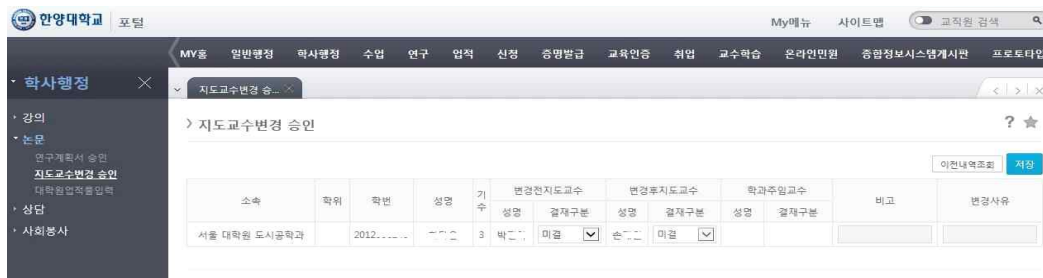 한양대학교 포털
My메뉴 사이트맵 교직원 검색
MY홈 일반행정 학사행정 수업 연구 업적 신청 증명발급 교육인증 취업 교수학습 온라인민원 종합정보시스템게시판 프로토타입
학사행정
지도교수변경 승...
강의
논문
연구계획서 승인
지도교수변경 승인
대학원업적물입력
상담
사회봉사
지도교수변경 승인
이전내역조회 저장
소속 학위 학번 성명 기수 변경전지도교수 변경후지도교수 학과주임교수 비고 변경사유
성명 결재구분 성명 결재구분 성명 결재구분
서울 대학원 도시공학과 2012 3 박 미결 손 미결